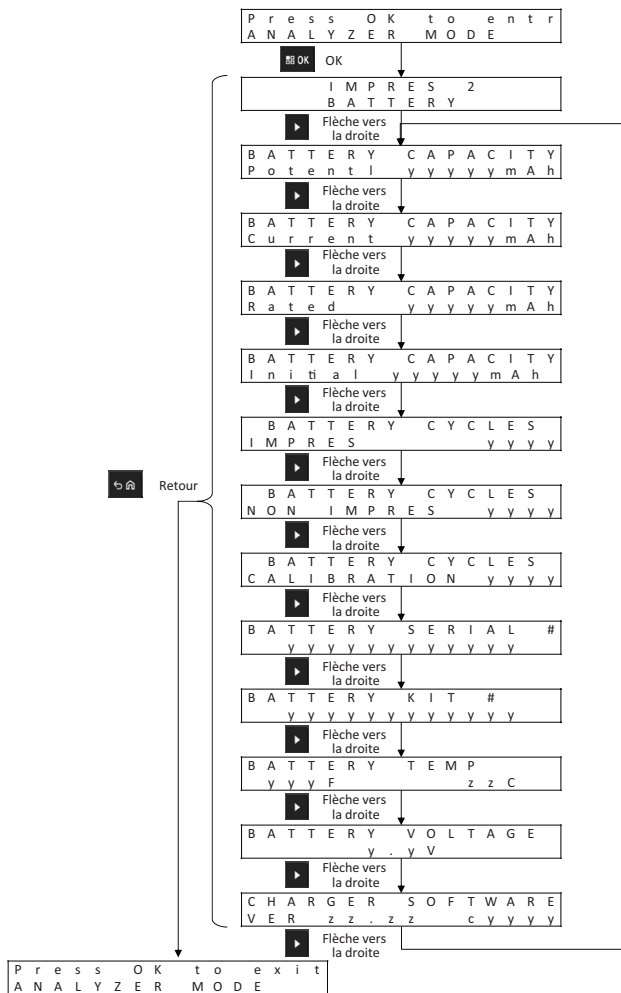 Press OK to entr
ANALYZER MODE
OK OK
IMPRES 2
BATTERY
Flèche vers
la droite
BATTERY CAPACITY
Potentl yyyyymAh
Flèche vers
la droite
BATTERY CAPACITY
Current yyyyymAh
Flèche vers
la droite
BATTERY CAPACITY
Rated yyyyymAh
Flèche vers
la droite
BATTERY CAPACITY
Initial yyyyymAh
Flèche vers
la droite
BATTERY CYCLES
IMPRES yyyy
Flèche vers
la droite
Retour
BATTERY CYCLES
NON IMPRES yyyy
Flèche vers
la droite
BATTERY CYCLES
CALIBRATION yyyy
Flèche vers
la droite
BATTERY SERIAL #
yyyyyyyyyyy
Flèche vers
la droite
BATTERY KIT #
yyyyyyyyyyy
Flèche vers
la droite
BATTERY TEMP
yyyF zzC
Flèche vers
la droite
BATTERY VOLTAGE
y.yV
Flèche vers
la droite
CHARGER SOFTWARE
VER zz.zz cyyyy
Flèche vers
la droite
Press OK to exit
ANALYZER MODE